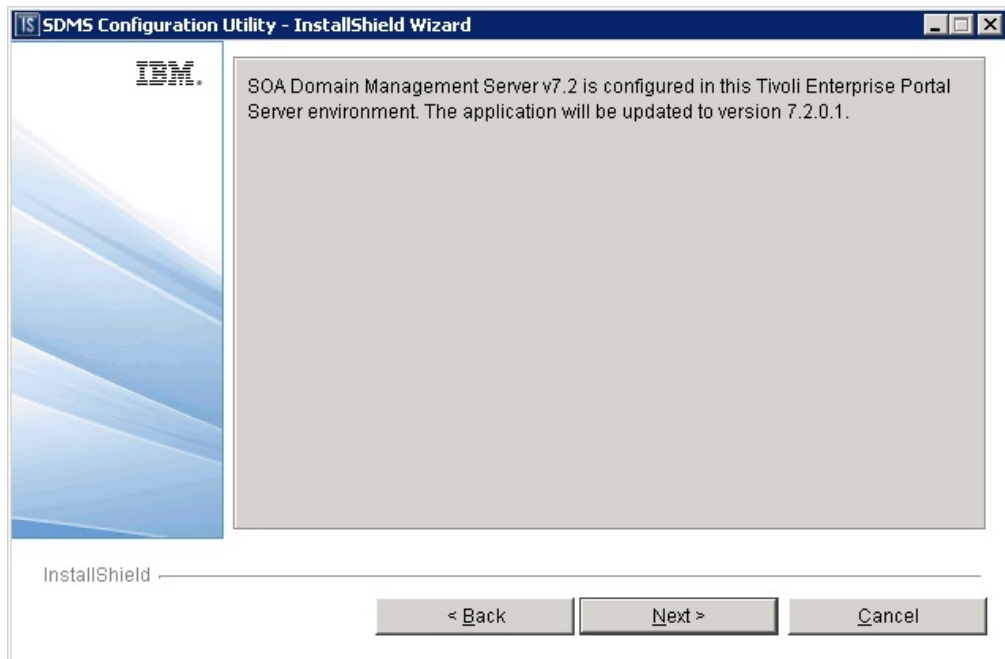 SDMS Configuration Utility - InstallShield Wizard
IBM.
SOA Domain Management Server v7.2 is configured in this Tivoli Enterprise Portal
Server environment. The application will be updated to version 7.2.0.1.
InstallShield
< Back
Next >
Cancel